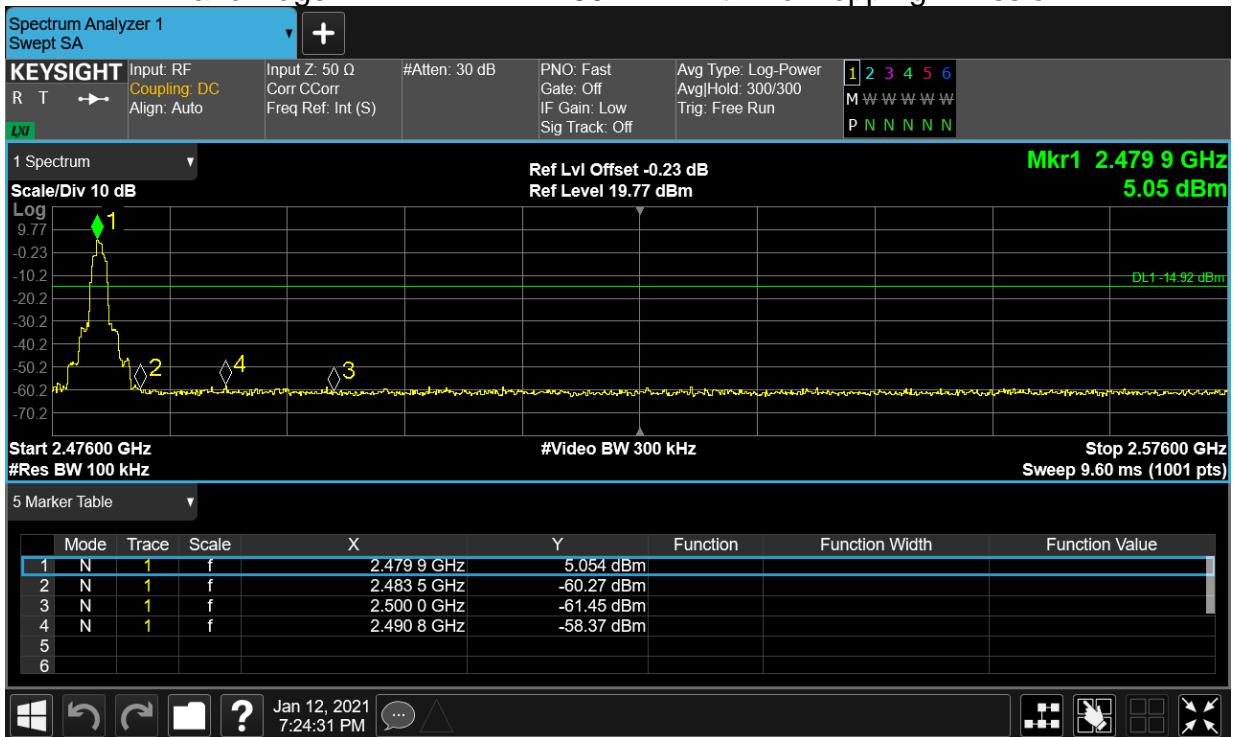 Spectrum Analyzer 1
Swept SA
+
KEYSIGHT Input: RF Input Z: 50 Ω #Atten: 30 dB PNO: Fast Avg Type: Log-Power 1 2 3 4 5 6
R T Coupling: DC Corr CCorr Gate: Off Avg|Hold: 300/300 M W W W W W
Align: Auto Freq Ref: Int (S) IF Gain: Low Trig: Free Run P N N N N N
LXI Sig Track: Off
1 Spectrum Ref Lvl Offset -0.23 dB Mkr1 2.479 9 GHz
Scale/Div 10 dB Ref Level 19.77 dBm 5.05 dBm
Log
1
9.77
-0.23
-10.2
DL1 -14.92 dBm
-20.2
-30.2
-40.2
-50.2
2 4 3
-60.2
-70.2
Start 2.47600 GHz #Video BW 300 kHz Stop 2.57600 GHz
#Res BW 100 kHz Sweep 9.60 ms (1001 pts)
5 Marker Table
Mode Trace Scale X Y Function Function Width Function Value
1 N 1 f 2.479 9 GHz 5.054 dBm
2 N 1 f 2.483 5 GHz -60.27 dBm
3 N 1 f 2.500 0 GHz -61.45 dBm
4 N 1 f 2.490 8 GHz -58.37 dBm
5
6
? Jan 12, 2021
7:24:31 PM